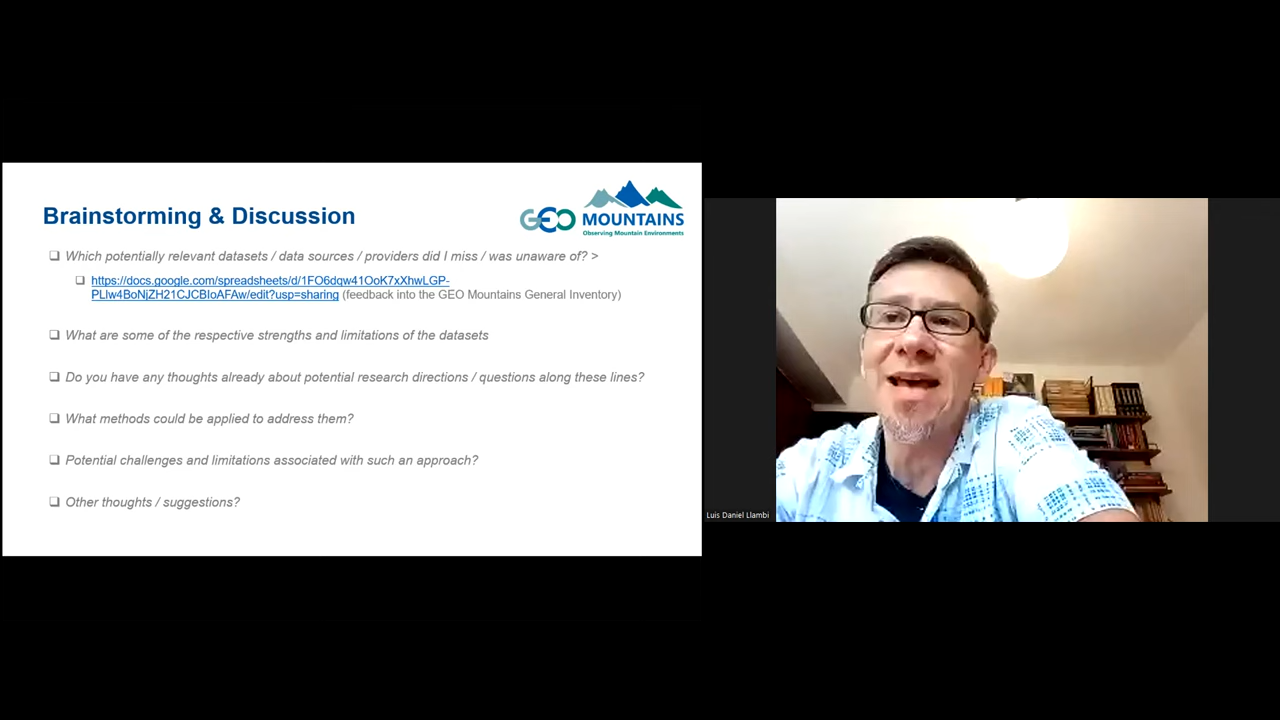 Brainstorming & Discussion
GEO MOUNTAINS
Observing Mountain Environments
Which potentially relevant datasets / data sources / providers did I miss / was unaware of? >
https://docs.google.com/spreadsheets/d/1FO6dqw41OoK7xXhwLGP-
PLlw4BoNjZH21CJCBIoAFAw/edit?usp=sharing (feedback into the GEO Mountains General Inventory)
What are some of the respective strengths and limitations of the datasets
Do you have any thoughts already about potential research directions / questions along these lines?
What methods could be applied to address them?
Potential challenges and limitations associated with such an approach?
Other thoughts / suggestions?
Luis Daniel Llambi